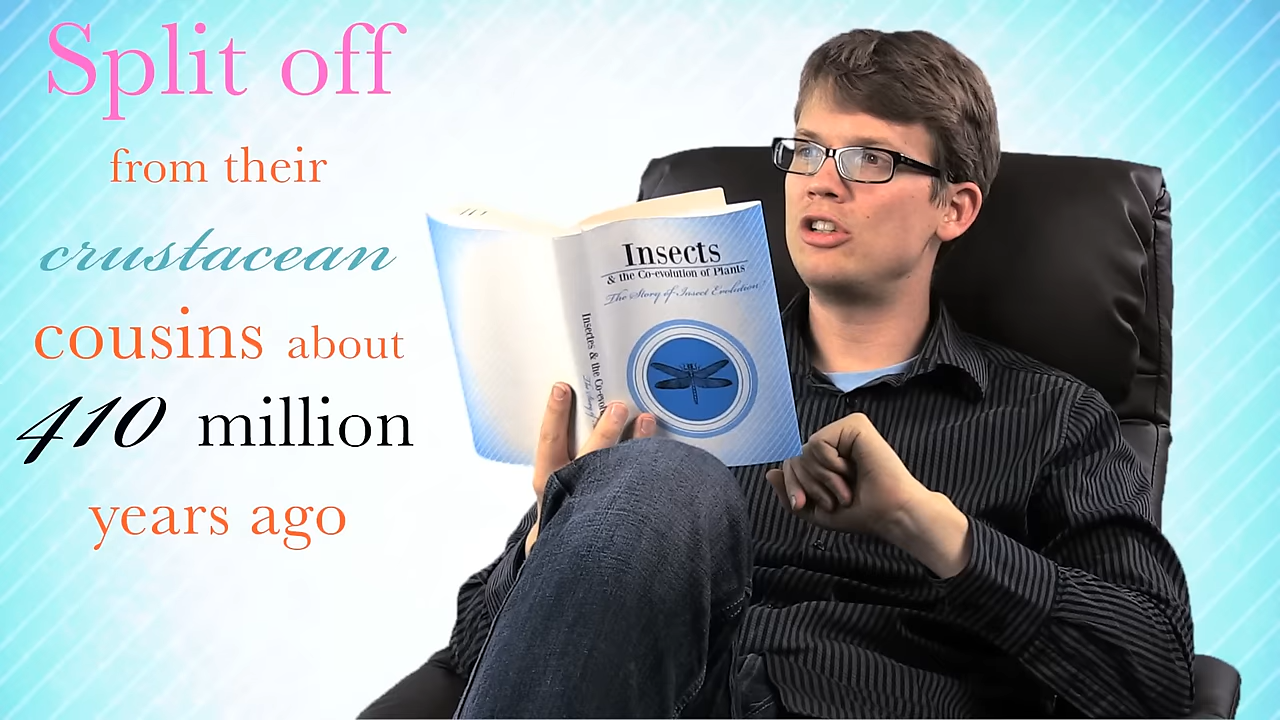 Split off
from their
crustacean
cousins about
410 million
years ago
Insects
& the Co-evolution of Plants
The Story of Insect Evolution
Insects & the Co-evo